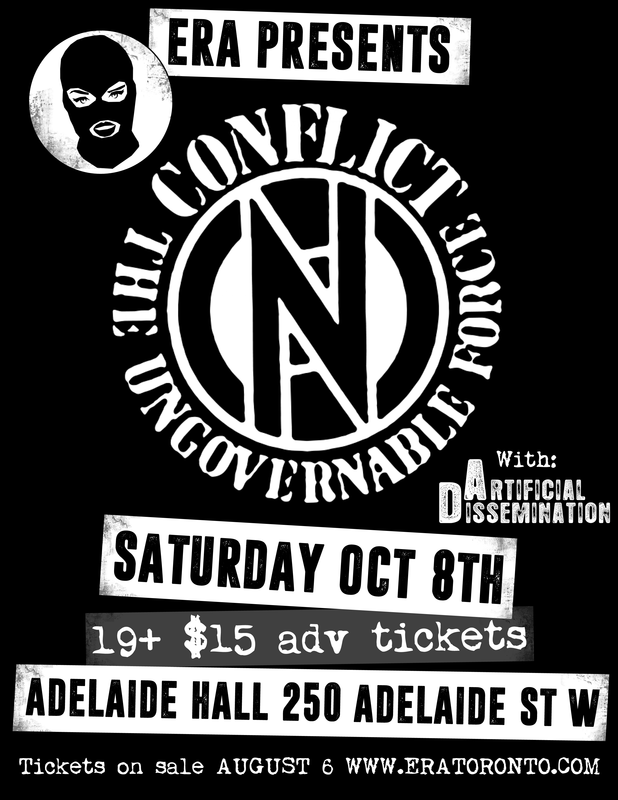 ERA PRESENTS
CONFLICT
THE UNGOVERNABLE FORCE
With:
ARTIFICIAL
DISSEMINATION
SATURDAY OCT 8TH
19+ $15 adv tickets
ADELAIDE HALL 250 ADELAIDE ST W
Tickets on sale AUGUST 6 WWW.ERATORONTO.COM